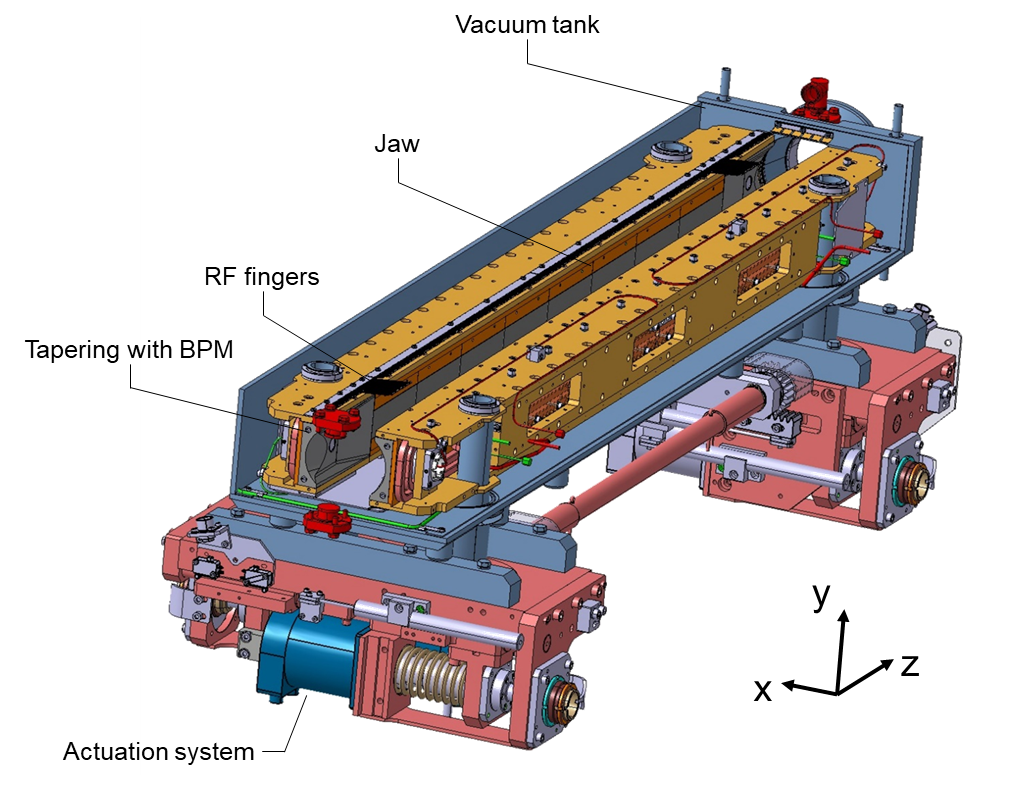 Vacuum tank
Jaw
RF fingers
Tapering with BPM
y
z
x
Actuation system